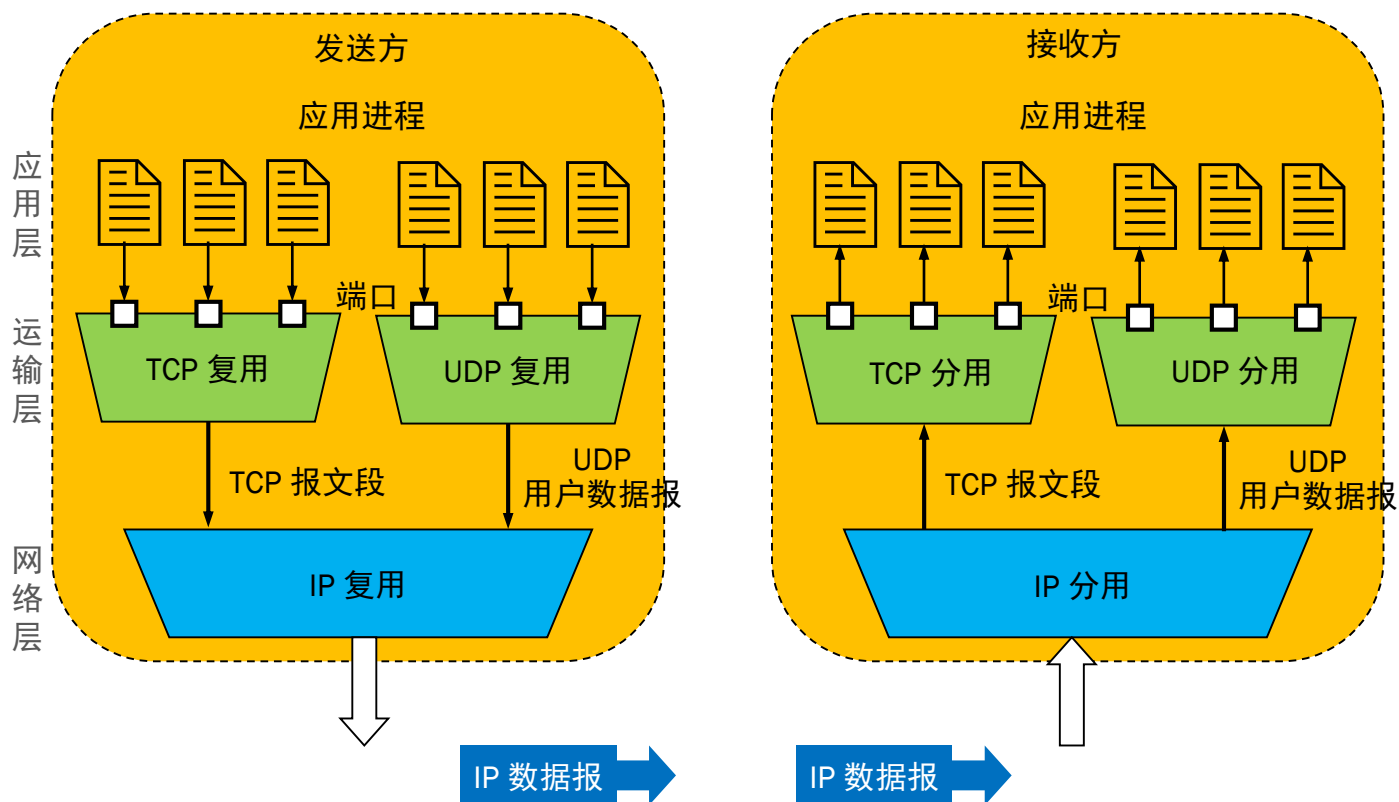 发送方
应用进程
应用层
端口
运输层
TCP 复用
UDP 复用
TCP 报文段
UDP
用户数据报
网络层
IP 复用
IP 数据报
接收方
应用进程
端口
TCP 分用
UDP 分用
TCP 报文段
UDP
用户数据报
IP 分用
IP 数据报